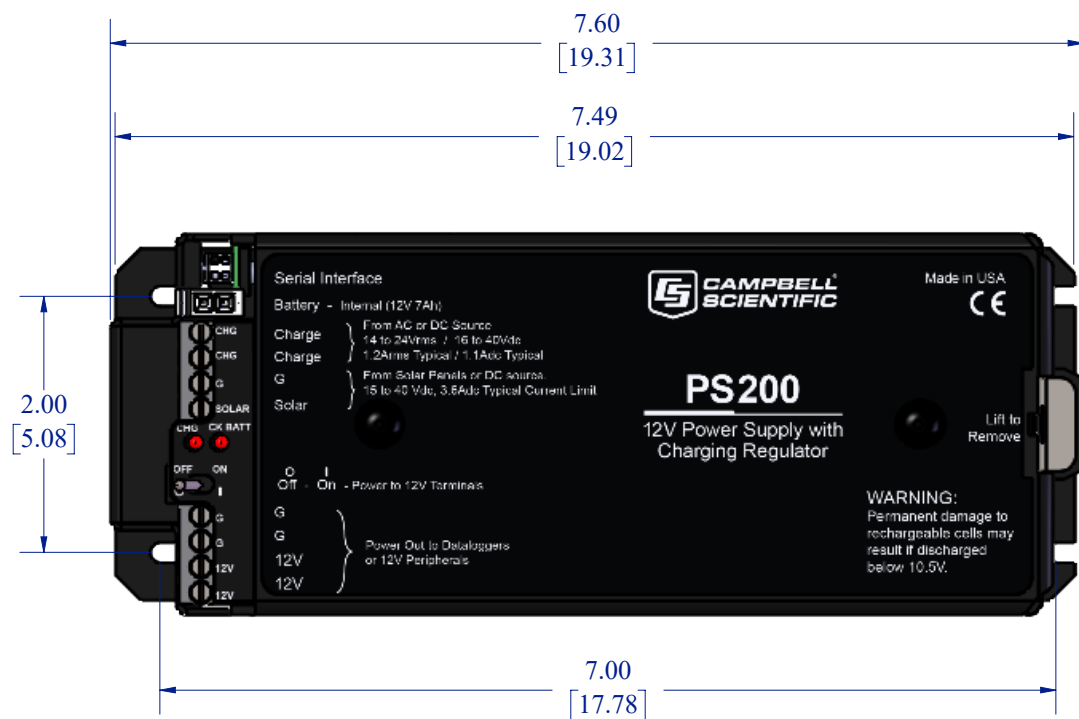 7.60
[19.31]
7.49
[19.02]
2.00
[5.08]
CHG
CHG
G
SOLAR
CHG CK BATT
OFF ON
O I
G
G
12V
12V
Serial Interface
Battery - Internal (12V 7Ah)
Charge
Charge
From AC or DC Source
14 to 24Vrms / 16 to 40Vdc
1.2Arms Typical / 1.1Adc Typical
G
Solar
From Solar Panels or DC source.
15 to 40 Vdc, 3.6Adc Typical Current Limit
O I
Off - On - Power to 12V Terminals
G
G
12V
12V
Power Out to Dataloggers
or 12V Peripherals
CAMPBELL
SCIENTIFIC
Made in USA
CE
PS200
12V Power Supply with
Charging Regulator
Lift to
Remove
WARNING:
Permanent damage to
rechargeable cells may
result if discharged
below 10.5V.
7.00
[17.78]